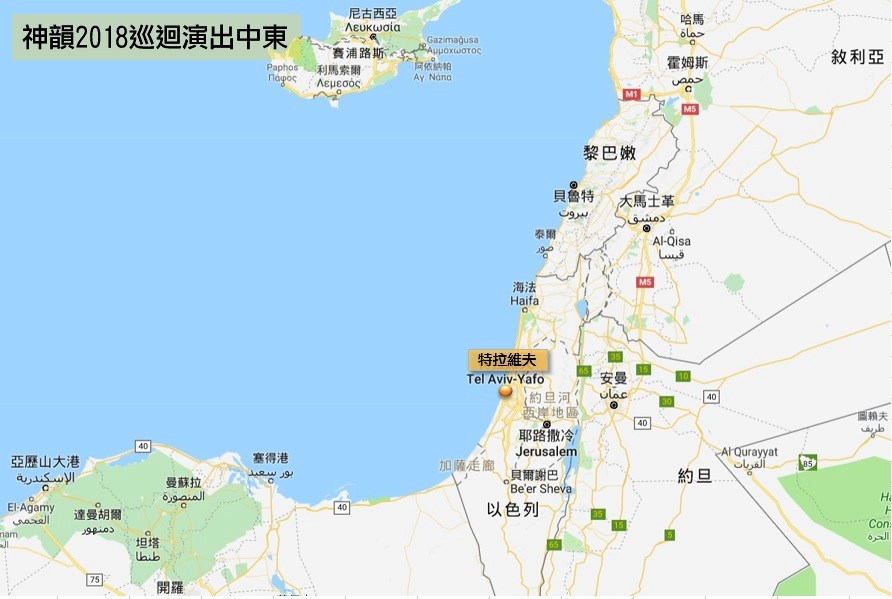 神韻2018巡迴演出中東
尼古西亞
Λευκωσία
賽浦路斯
Gazimağusa
Αμμόχωστος
Paphos
Πάφος
利馬索爾
Λεμεσός
阿依納帕
Αγ. Νάπα
哈馬
حماة
霍姆斯
حمص
敘利亞
M1
M5
黎巴嫩
貝魯特
بيروت
大馬士革
دمشق
Al-Qisa
قيسا
泰爾
صور
M5
海法
Haifa
特拉維夫
Tel Aviv-Yafo
35
65
15
10
安曼
عمّان
30
40
40
約旦河
西岸地區
耶路撒冷
Jerusalem
圖賴夫
طريف
Al Qurayyat
القريات
85
約旦
加薩走廊
貝爾謝巴
Be'er Sheva
以色列
35
15
5
65
40
亞歷山大港
الإسكندرية
塞得港
بور سعيد
曼蘇拉
المنصورة
El-Agamy
العجمي
達曼胡爾
دمنهور
40
坦塔
طنطا
75
開羅
الحرة